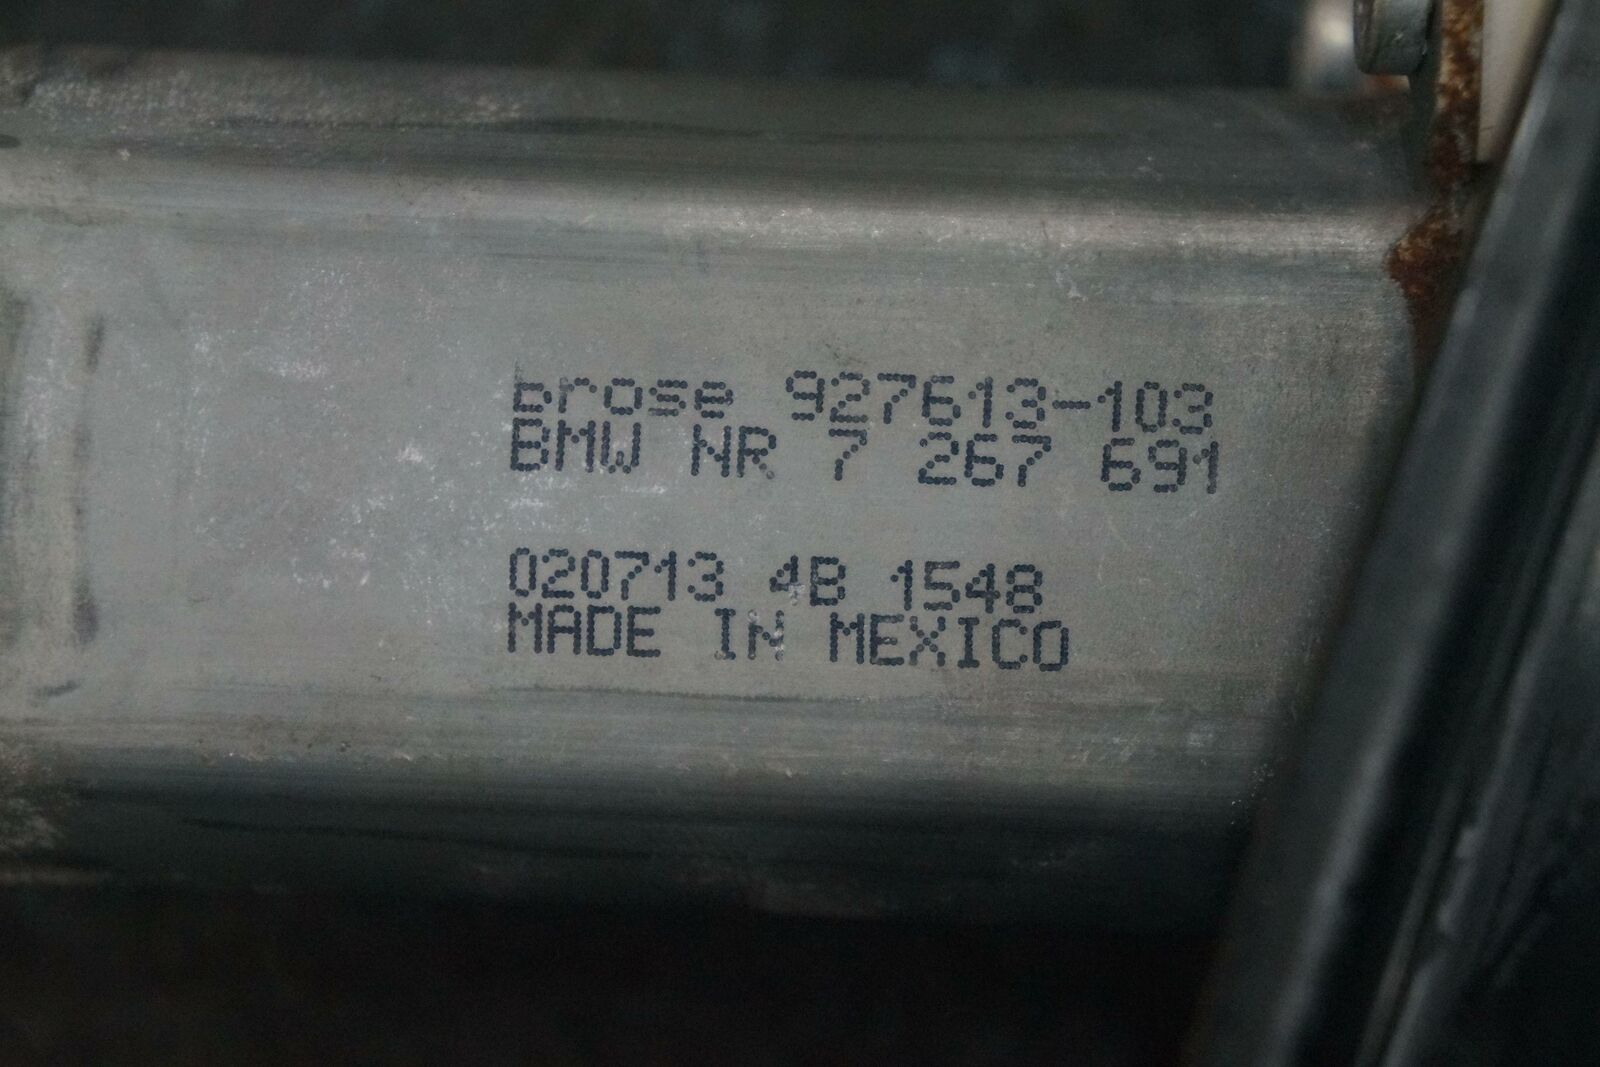 brose 927613-103
BMW NR 7 267 691
020713 4B 1548
MADE IN MEXICO